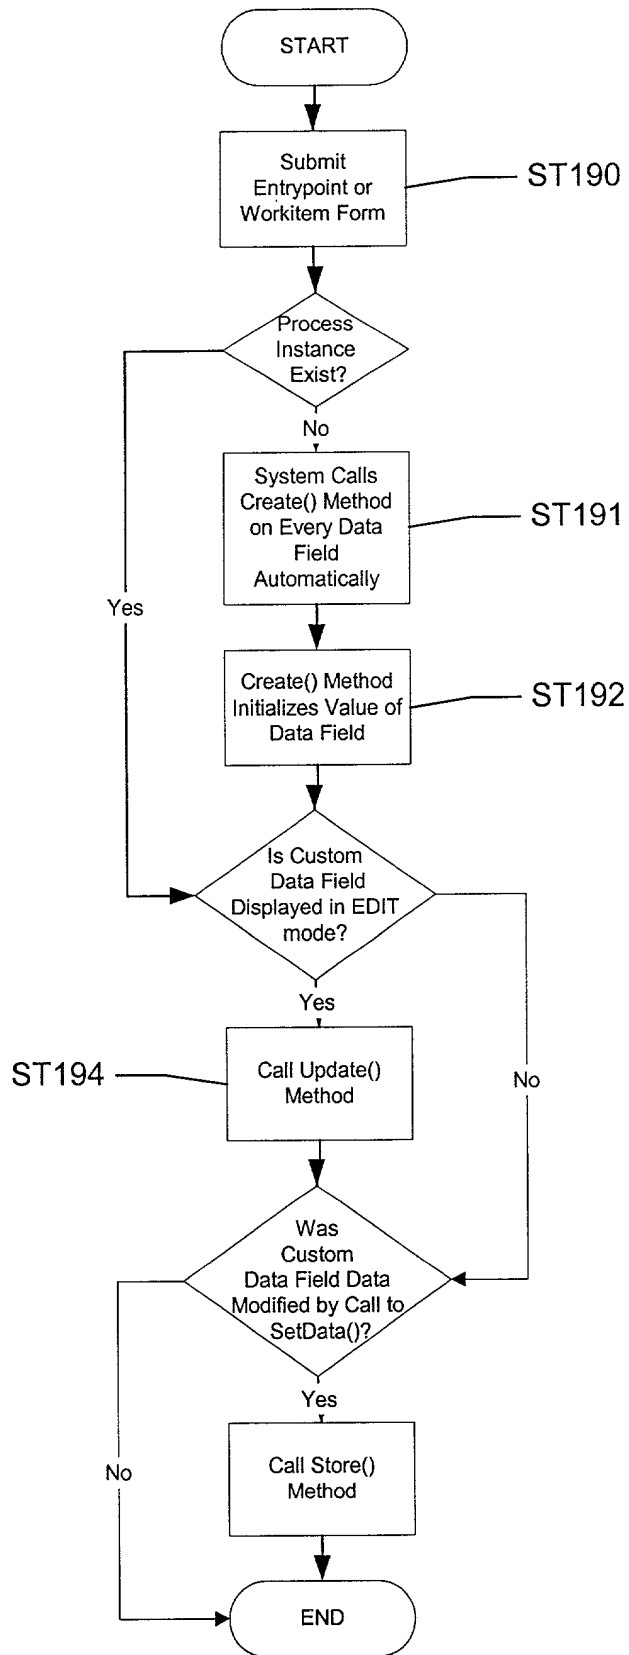 START
Submit
Entrypoint or
Workitem Form
ST190
Process
Instance
Exist?
No
System Calls
Create() Method
on Every Data
Field
Automatically
ST191
Yes
Create() Method
Initializes Value of
Data Field
ST192
Is Custom
Data Field
Displayed in EDIT
mode?
Yes
Call Update()
Method
ST194
No
Was
Custom
Data Field Data
Modified by Call to
SetData()?
Yes
Call Store()
Method
No
END